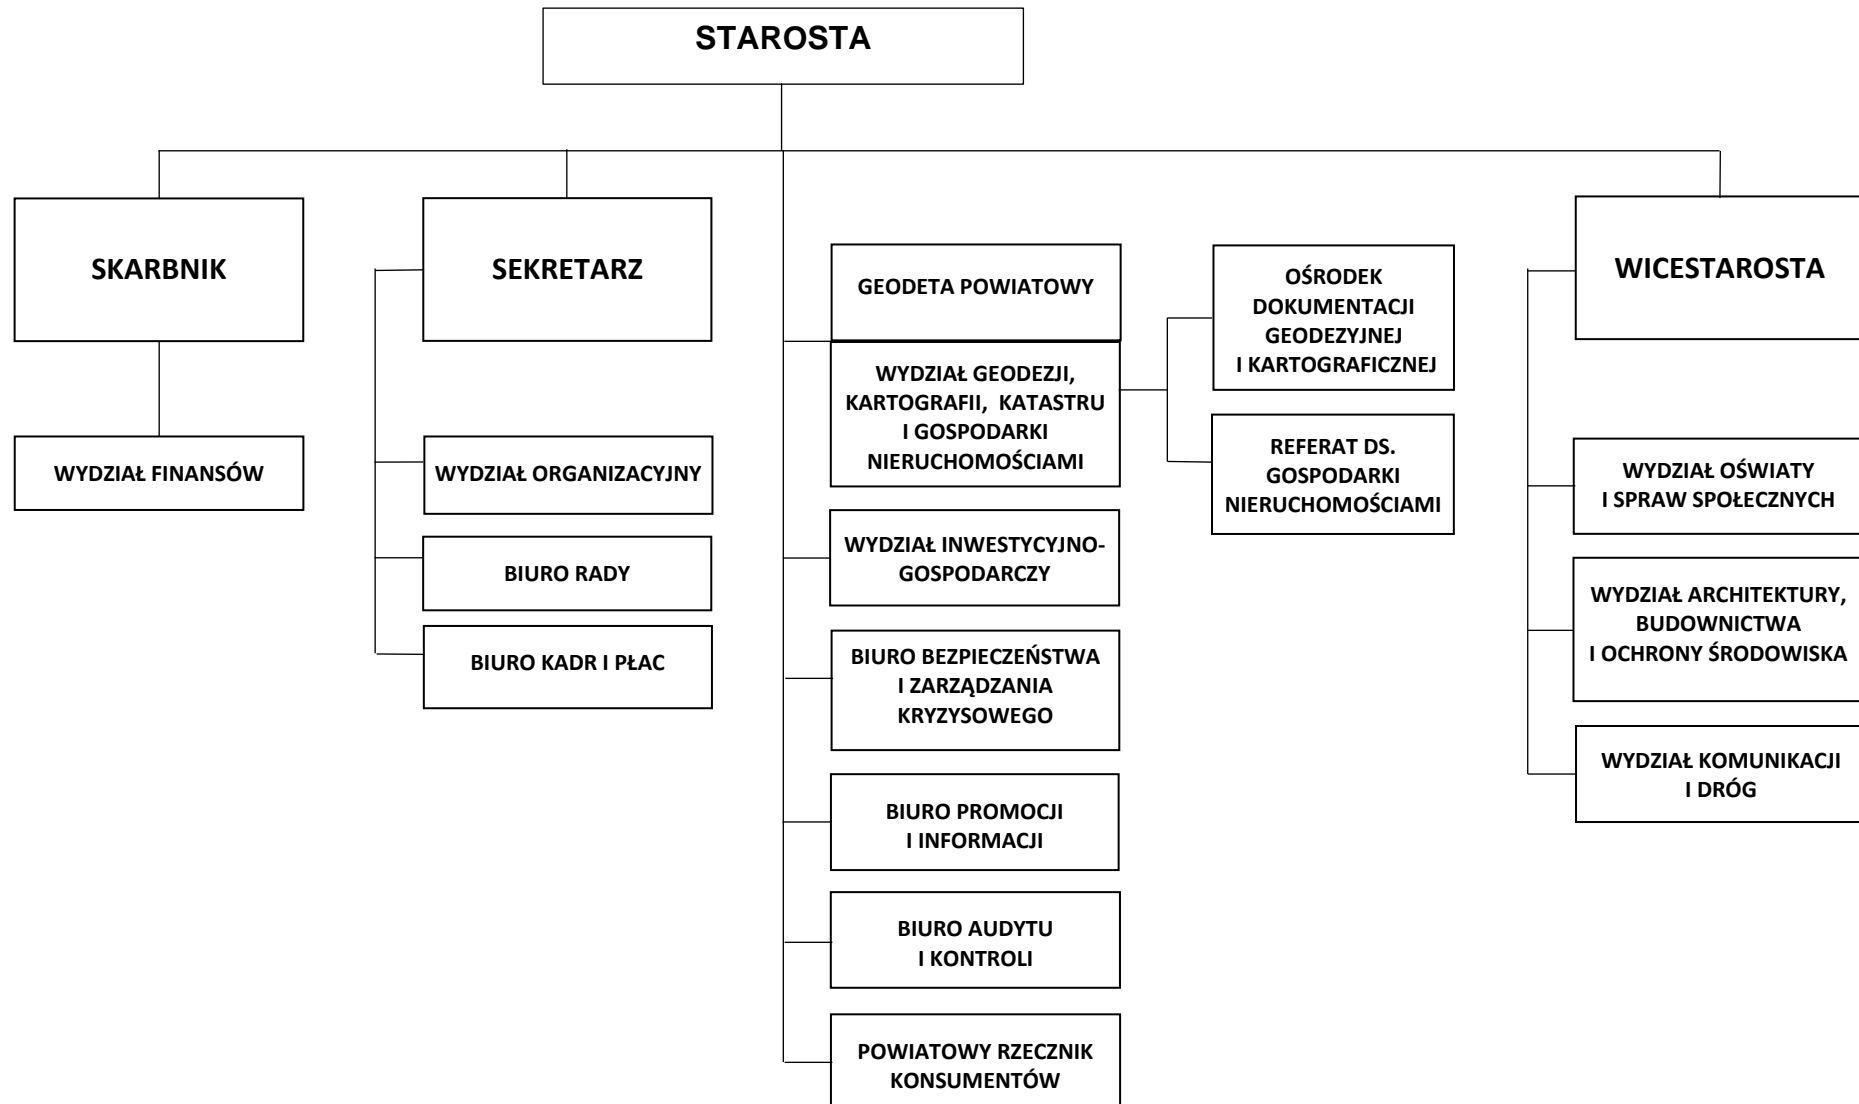 STAROSTA
SKARBNIK
WYDZIAŁ FINANSÓW
SEKRETARZ
WYDZIAŁ ORGANIZACYJNY
BIURO RADY
BIURO KADR I PŁAC
GEODETA POWIATOWY
WYDZIAŁ GEODEZJI,
KARTOGRAFII, KATASTRU
I GOSPODARKI
NIERUCHOMOŚCIAMI
OŚRODEK
DOKUMENTACJI
GEODEZYJNEJ
I KARTOGRAFICZNEJ
REFERAT DS.
GOSPODARKI
NIERUCHOMOŚCIAMI
WYDZIAŁ INWESTYCYJNO-
GOSPODARCZY
BIURO BEZPIECZEŃSTWA
I ZARZĄDZANIA
KRYZYSOWEGO
BIURO PROMOCJI
I INFORMACJI
BIURO AUDYTU
I KONTROLI
POWIATOWY RZECZNIK
KONSUMENTÓW
WICESTAROSTA
WYDZIAŁ OŚWIATY
I SPRAW SPOŁECZNYCH
WYDZIAŁ ARCHITEKTURY,
BUDOWNICTWA
I OCHRONY ŚRODOWISKA
WYDZIAŁ KOMUNIKACJI
I DRÓG